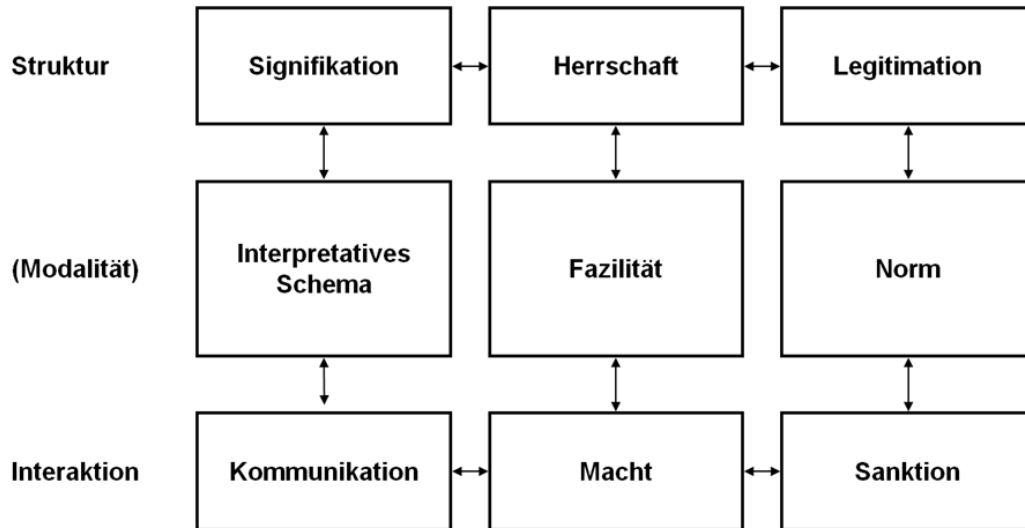 Struktur Signifikation Herrschaft Legitimation
(Modalität) Interpretatives Schema Fazilität Norm
Interaktion Kommunikation Macht Sanktion